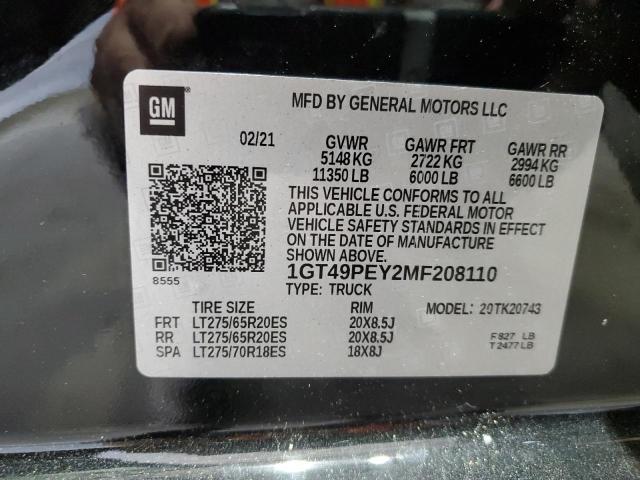 GM
MFD BY GENERAL MOTORS LLC
02/21 GVWR GAWR FRT GAWR RR
5148 KG 2722 KG 2994 KG
11350 LB 6000 LB 6600 LB
THIS VEHICLE CONFORMS TO ALL
APPLICABLE U.S. FEDERAL MOTOR
VEHICLE SAFETY STANDARDS IN EFFECT
ON THE DATE OF MANUFACTURE
SHOWN ABOVE.
8555
1GT49PEY2MF208110
TYPE: TRUCK
TIRE SIZE RIM MODEL: 20TK20743
FRT LT275/65R20ES 20X8.5J
RR LT275/65R20ES 20X8.5J
SPA LT275/70R18ES 18X8J
F 827 LB
T 2477 LB